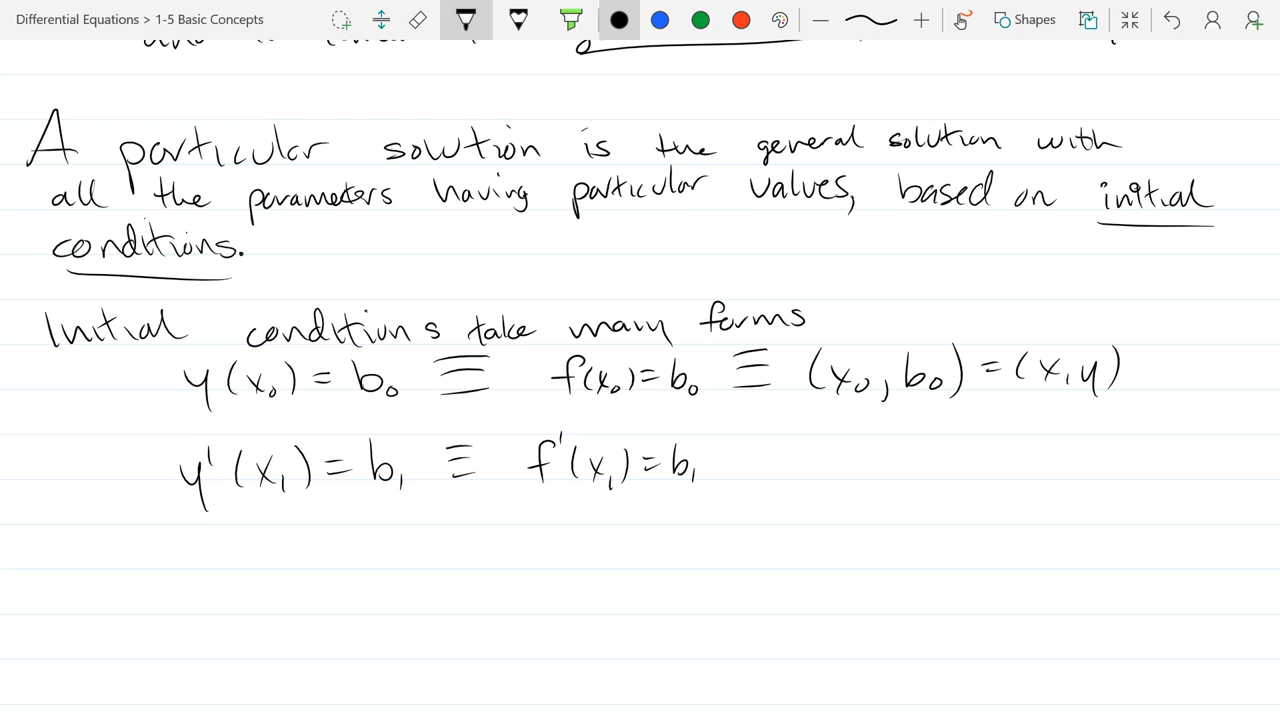 Differential Equations > 1-5 Basic Concepts
Shapes
A particular solution is the general solution with
all the parameters having particular values, based on initial
conditions.
Initial conditions take many forms
y(x₀) = b₀ ≡ f(x₀) = b₀ ≡ (x₀, b₀) = (x, y)
y'(x₁) = b₁ ≡ f'(x₁) = b₁